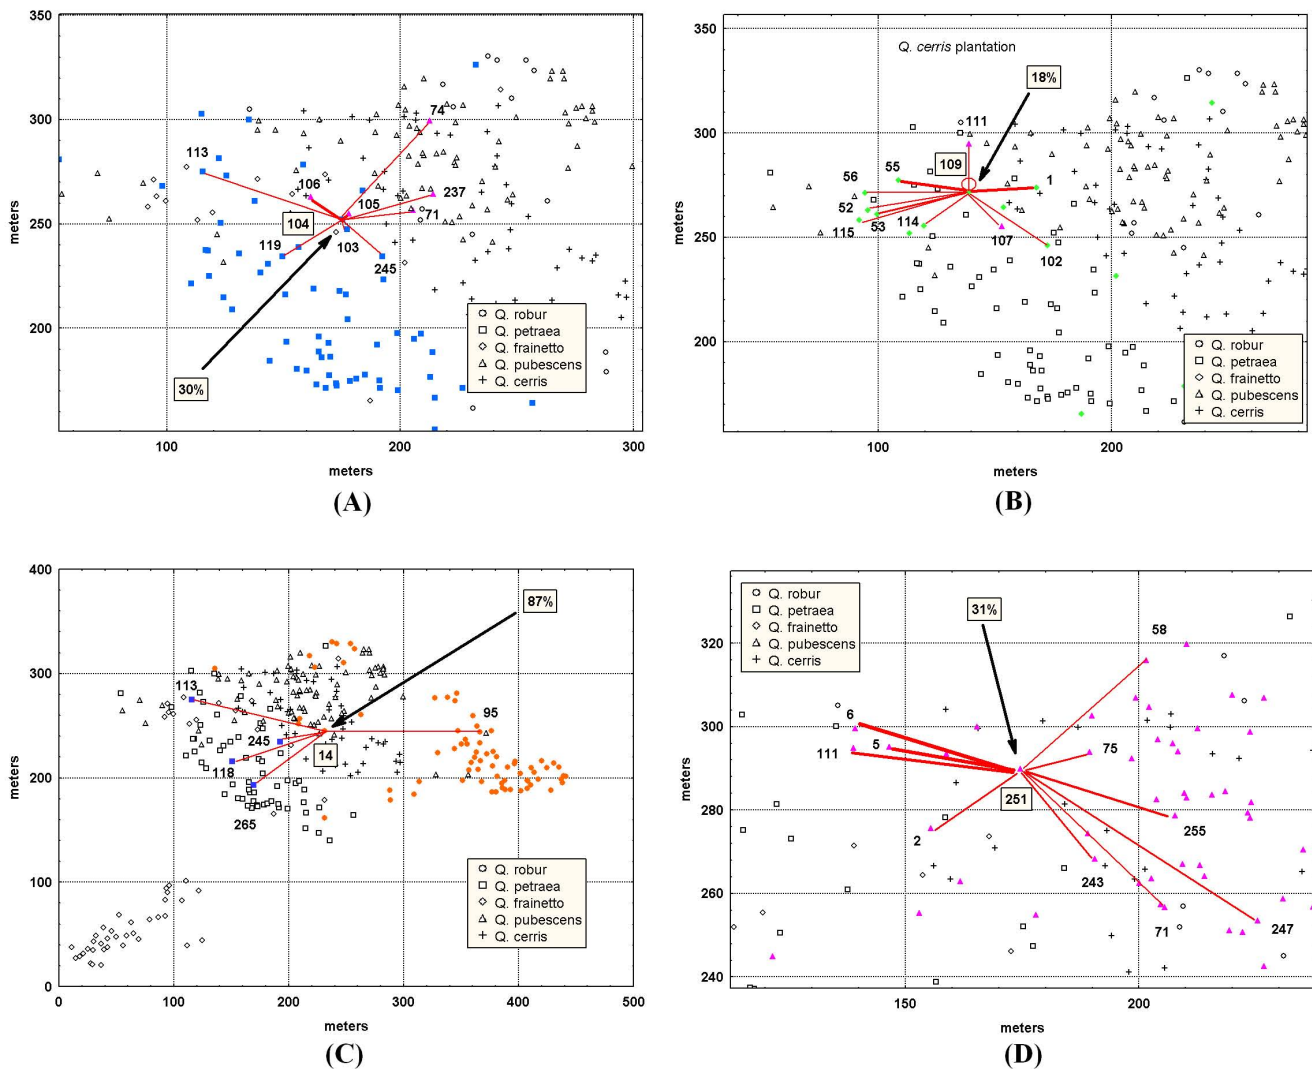 350
300
250
200
100
200
300
meters
meters
74
113
106
105
237
104
71
119
103
245
30%
Q. robur
Q. petraea
Q. frainetto
Q. pubescens
Q. cerris
(A)
350
300
250
200
100
200
meters
meters
Q. cerris plantation
18%
111
109
55
56
1
52
114
115
53
107
102
Q. robur
Q. petraea
Q. frainetto
Q. pubescens
Q. cerris
(B)
400
300
200
100
0
0
100
200
300
400
500
meters
meters
87%
113
95
245
14
118
265
Q. robur
Q. petraea
Q. frainetto
Q. pubescens
Q. cerris
(C)
320
300
280
260
240
150
200
meters
meters
Q. robur
Q. petraea
Q. frainetto
Q. pubescens
Q. cerris
31%
58
6
5
75
111
251
2
255
243
71
247
(D)